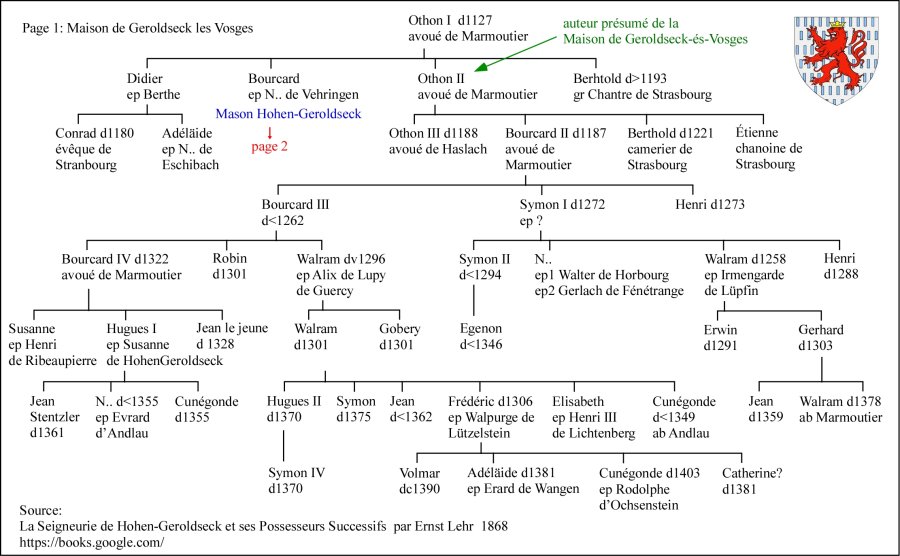 Page 1: Maison de Geroldseck les Vosges
Othon I d1127
avoué de Marmoutier
auteur présumé de la
Maison de Geroldseck-és-Vosges
Didier
ep Berthe
Bourcard
ep N.. de Vehringen
Mason Hohen-Geroldseck
page 2
Othon II
avoué de Marmoutier
Berhtold d>1193
gr Chantre de Strasbourg
Conrad d1180
évêque de
Stranbourg
Adéläide
ep N.. de
Eschibach
Othon III d1188
avoué de Haslach
Bourcard II d1187
avoué de
Marmoutier
Berthold d1221
camerier de
Strasbourg
Étienne
chanoine de
Strasbourg
Bourcard III
d<1262
Symon I d1272
ep ?
Henri d1273
Bourcard IV d1322
avoué de Marmoutier
Robin
d1301
Walram dv1296
ep Alix de Lupy
de Guercy
Symon II
d<1294
N..
ep1 Walter de Horbourg
ep2 Gerlach de Fénétrange
Walram d1258
ep Irmengarde
de Lüpfin
Henri
d1288
Susanne
ep Henri
de Ribeaupierre
Hugues I
ep Susanne
de HohenGeroldseck
Jean le jeune
d 1328
Walram
d1301
Gobery
d1301
Egenon
d<1346
Erwin
d1291
Gerhard
d1303
Jean
Stentzler
d1361
N.. d<1355
ep Evrard
d’Andlau
Cunégonde
d1355
Hugues II
d1370
Symon
d1375
Jean
d<1362
Frédéric d1306
ep Walpurge de
Lützelstein
Elisabeth
ep Henri III
de Lichtenberg
Cunégonde
d<1349
ab Andlau
Jean
d1359
Walram d1378
ab Marmoutier
Symon IV
d1370
Volmar
dc1390
Adéläide d1381
ep Erard de Wangen
Cunégonde d1403
ep Rodolphe
d’Ochsenstein
Catherine?
d1381
Source:
La Seigneurie de Hohen-Geroldseck et ses Possesseurs Successifs par Ernst Lehr 1868
https://books.google.com/